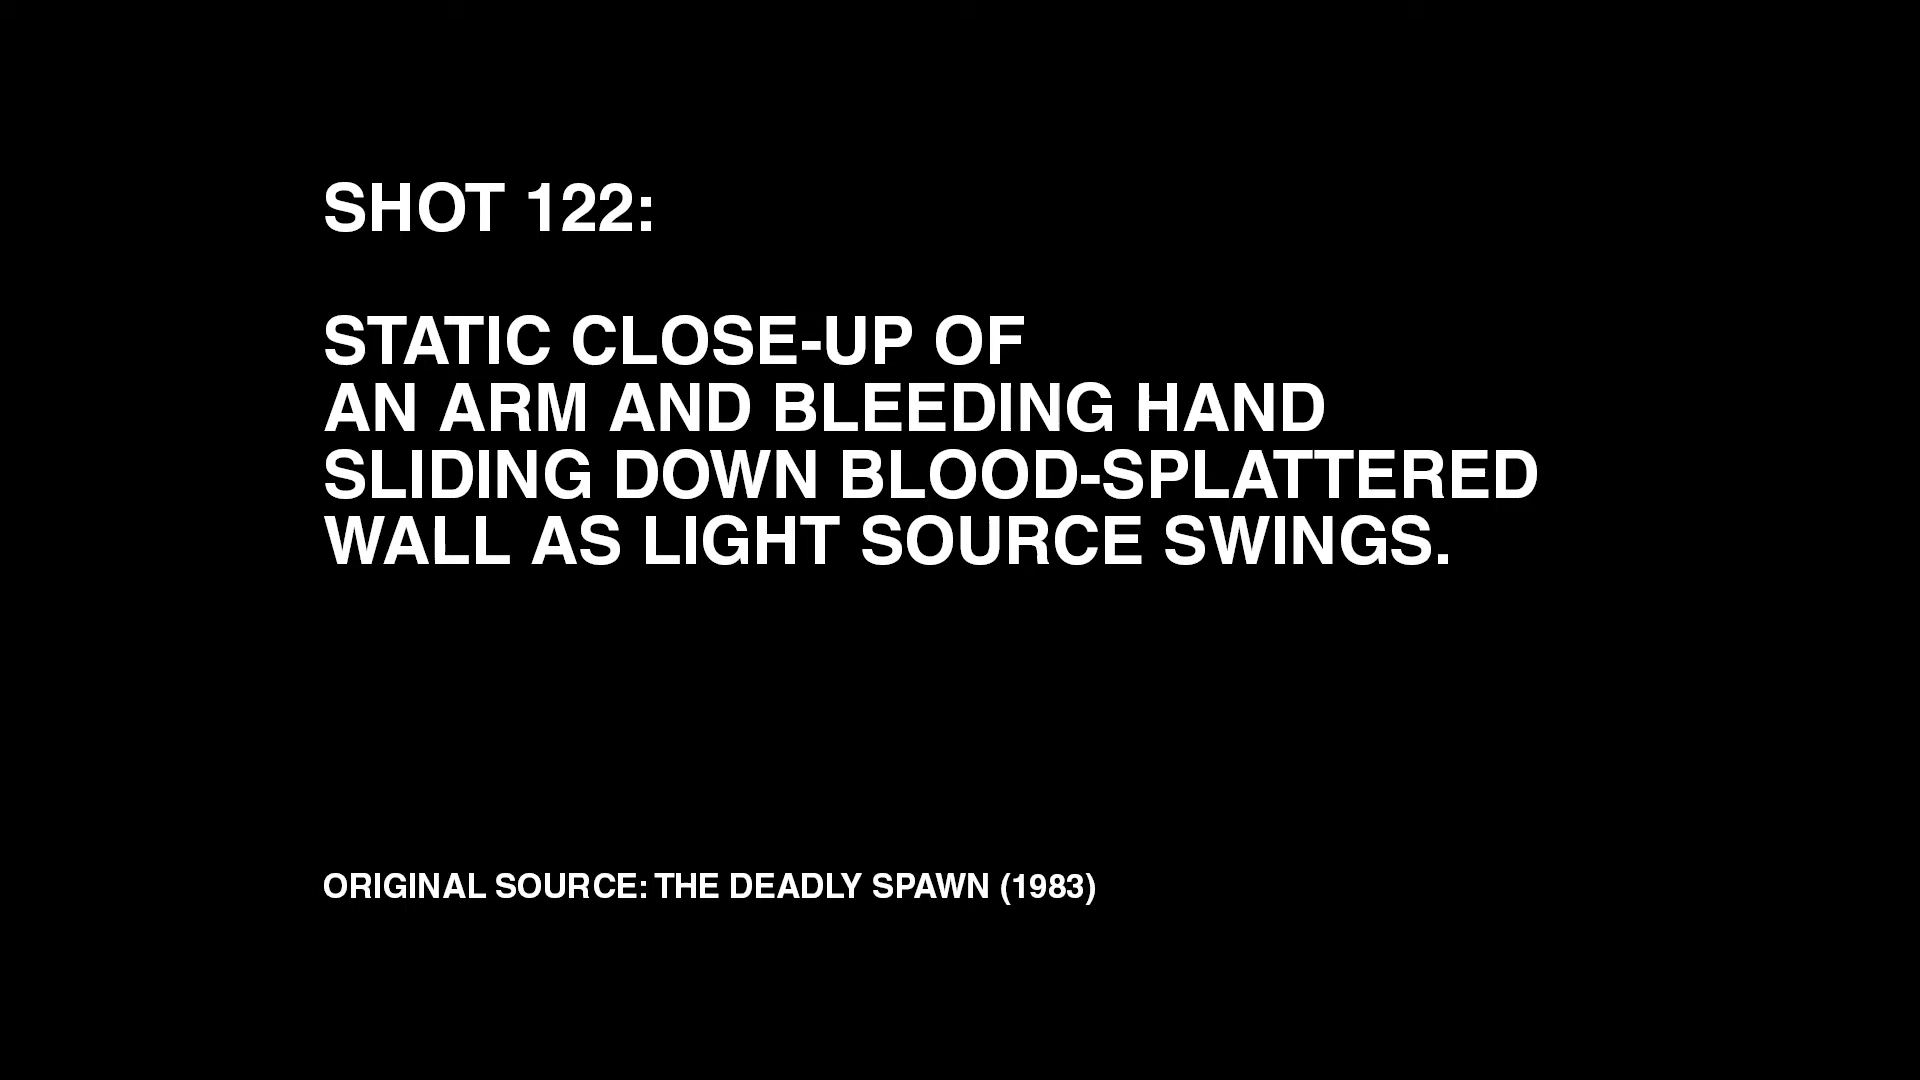 SHOT 122:
STATIC CLOSE-UP OF
AN ARM AND BLEEDING HAND
SLIDING DOWN BLOOD-SPLATTERED
WALL AS LIGHT SOURCE SWINGS.
ORIGINAL SOURCE: THE DEADLY SPAWN (1983)